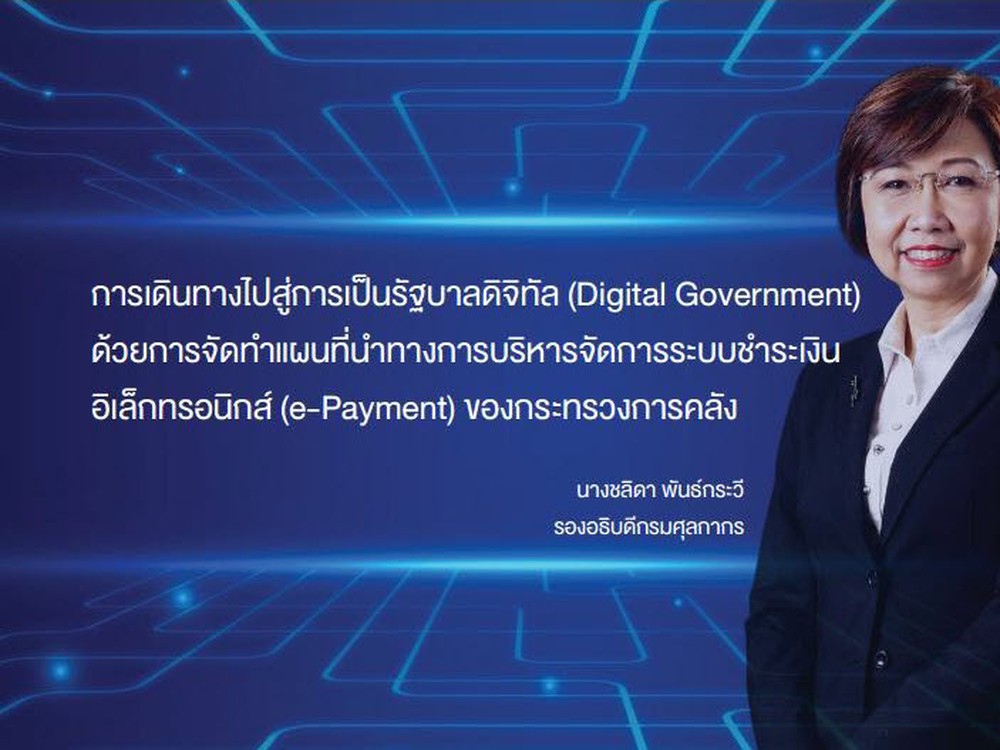 การเดินทางไปสู่การเป็นรัฐบาลดิจิทัล (Digital Government)
ด้วยการจัดทำแผนที่นำทางการบริหารจัดการระบบชำระเงิน
อิเล็กทรอนิกส์ (e-Payment) ของกระทรวงการคลัง
นางชลิดา พันธ์กระวี
รองอธิบดีกรมศุลกากร